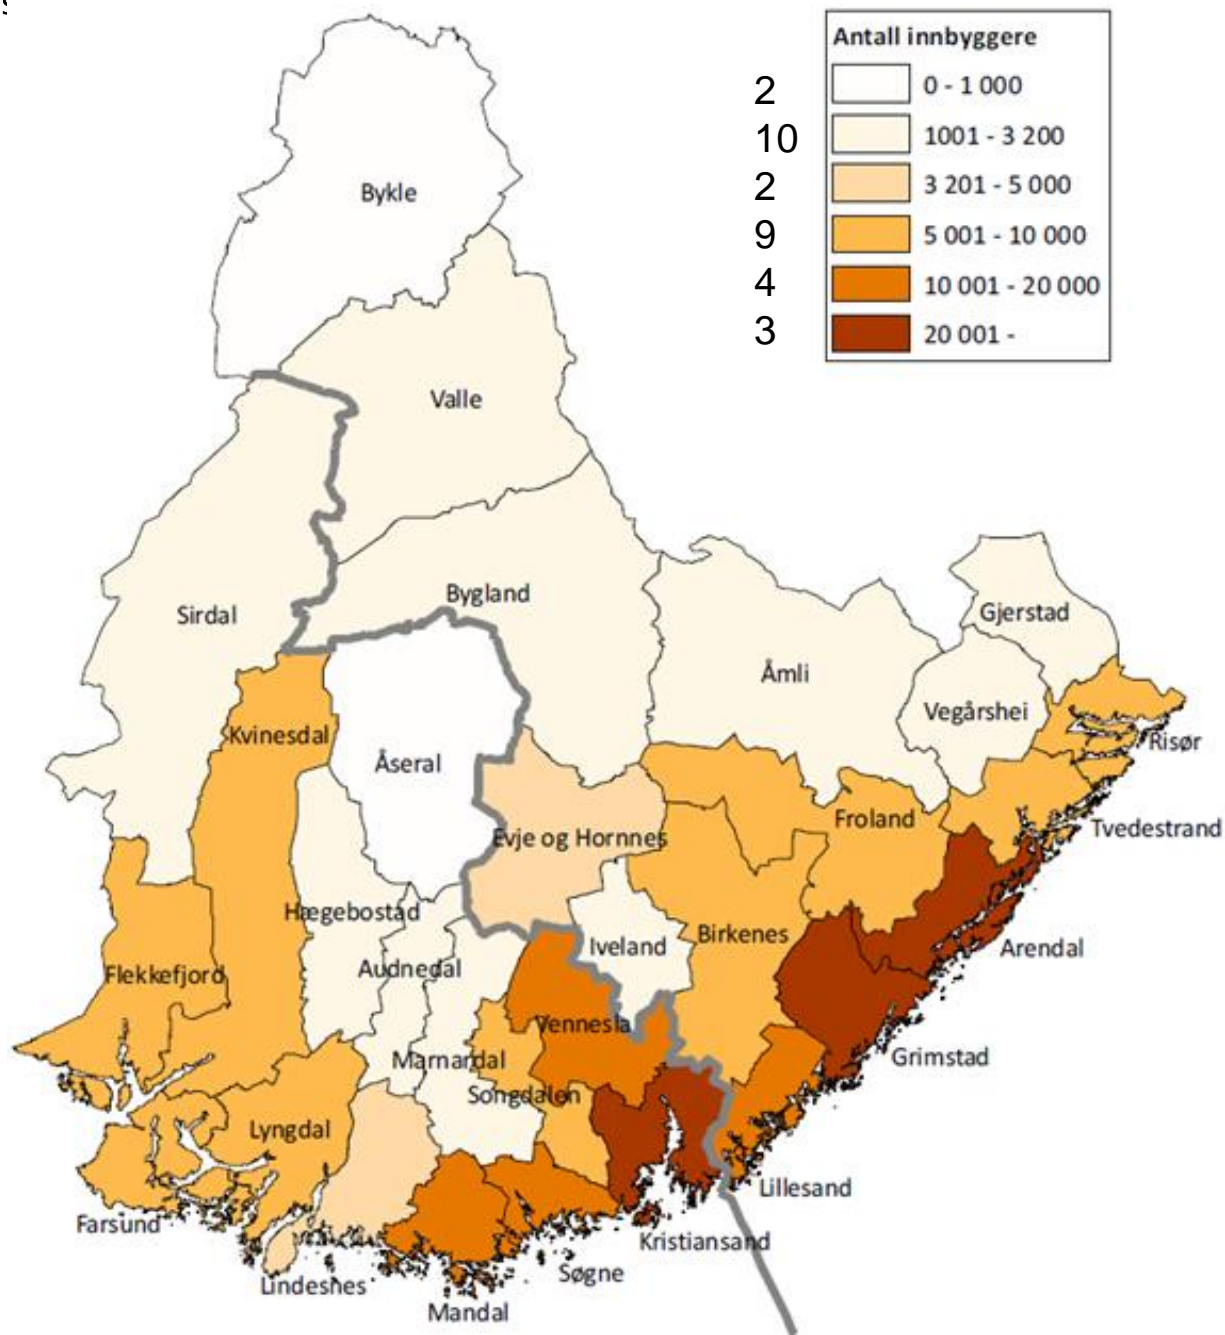 Antall innbyggere
2 0 - 1 000
10 1001 - 3 200
2 3 201 - 5 000
9 5 001 - 10 000
4 10 001 - 20 000
3 20 001 -
Bykle
Valle
Bygland
Sirdal
Gjerstad
Åmli
Vegårshei
Kvinesdal
Risør
Åseral
Froland
Tvedestrand
Evje og Hornnes
Hægebostad
Birkenes
Iveland
Arendal
Audnedal
Flekkefjord
Vennesla
Grimstad
Marnardal
Songdalen
Lyngdal
Lillesand
Farsund
Kristiansand
Søgne
Lindesnes
Mandal